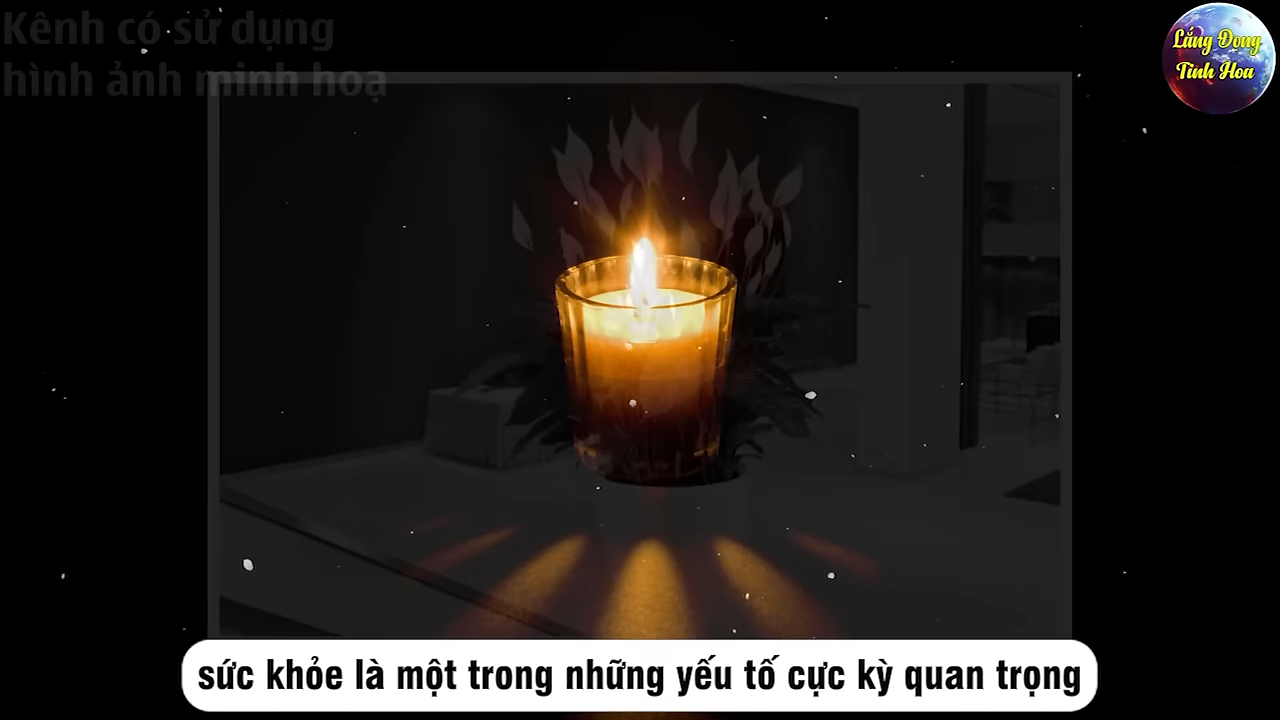 Kênh có sử dụng
hình ảnh minh hoạ
Lắng Đọng
Tinh Hoa
sức khỏe là một trong những yếu tố cực kỳ quan trọng